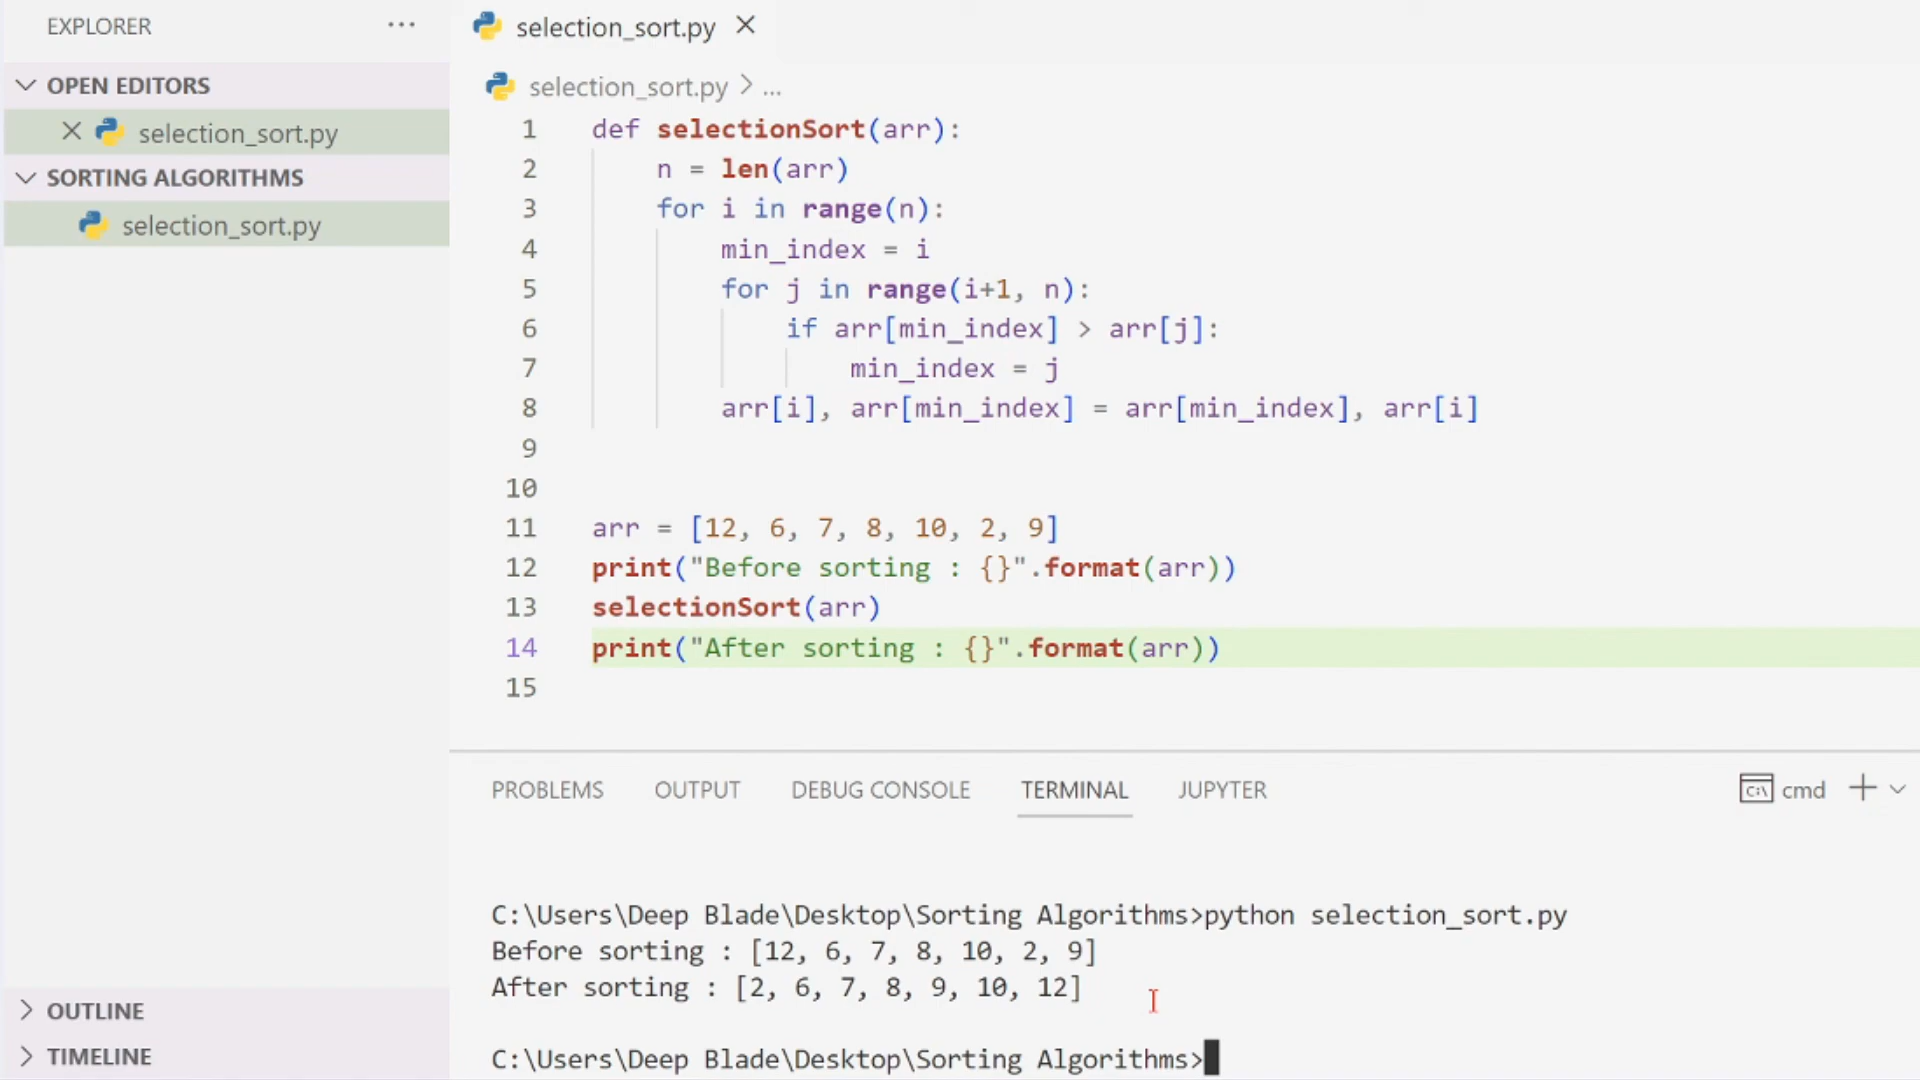 EXPLORER ...
OPEN EDITORS
selection_sort.py
SORTING ALGORITHMS
selection_sort.py
OUTLINE
TIMELINE
selection_sort.py
selection_sort.py > ...
1 def selectionSort(arr):
2     n = len(arr)
3     for i in range(n):
4         min_index = i
5         for j in range(i+1, n):
6             if arr[min_index] > arr[j]:
7                 min_index = j
8         arr[i], arr[min_index] = arr[min_index], arr[i]
9
10
11 arr = [12, 6, 7, 8, 10, 2, 9]
12 print("Before sorting : {}".format(arr))
13 selectionSort(arr)
14 print("After sorting : {}".format(arr))
15
PROBLEMS OUTPUT DEBUG CONSOLE TERMINAL JUPYTER cmd
C:\Users\Deep Blade\Desktop\Sorting Algorithms>python selection_sort.py
Before sorting : [12, 6, 7, 8, 10, 2, 9]
After sorting : [2, 6, 7, 8, 9, 10, 12]
C:\Users\Deep Blade\Desktop\Sorting Algorithms>